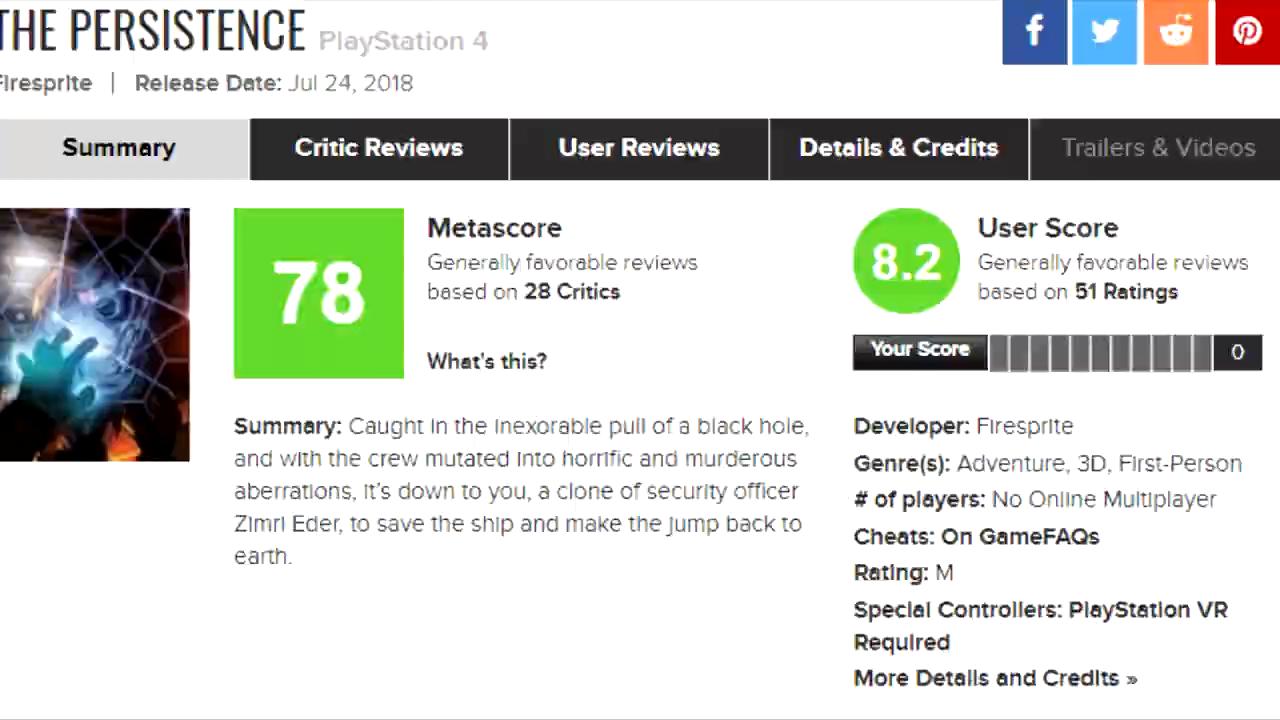 THE PERSISTENCE PlayStation 4
Firesprite | Release Date: Jul 24, 2018
Summary Critic Reviews User Reviews Details & Credits Trailers & Videos
78
Metascore
Generally favorable reviews
based on 28 Critics
What's this?
8.2
User Score
Generally favorable reviews
based on 51 Ratings
Your Score 0
Summary: Caught in the inexorable pull of a black hole,
and with the crew mutated into horrific and murderous
aberrations, it's down to you, a clone of security officer
Zimri Eder, to save the ship and make the jump back to
earth.
Developer: Firesprite
Genre(s): Adventure, 3D, First-Person
# of players: No Online Multiplayer
Cheats: On GameFAQs
Rating: M
Special Controllers: PlayStation VR
Required
More Details and Credits »